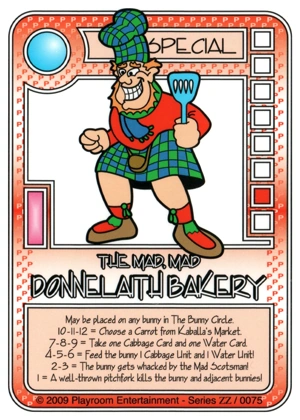 SPECIAL
THE MAD, MAD
DONNELAITH BAKERY
May be placed on any bunny in The Bunny Circle.
10-11-12 = Choose a Carrot from Kaballa's Market.
7-8-9 = Take one Cabbage Card and one Water Card.
4-5-6 = Feed the bunny 1 Cabbage Unit and 1 Water Unit!
2-3 = The bunny gets whacked by the Mad Scotsman!
1 = A well-thrown pitchfork kills the bunny and adjacent bunnies!
© 2009 Playroom Entertainment - Series ZZ / 0075